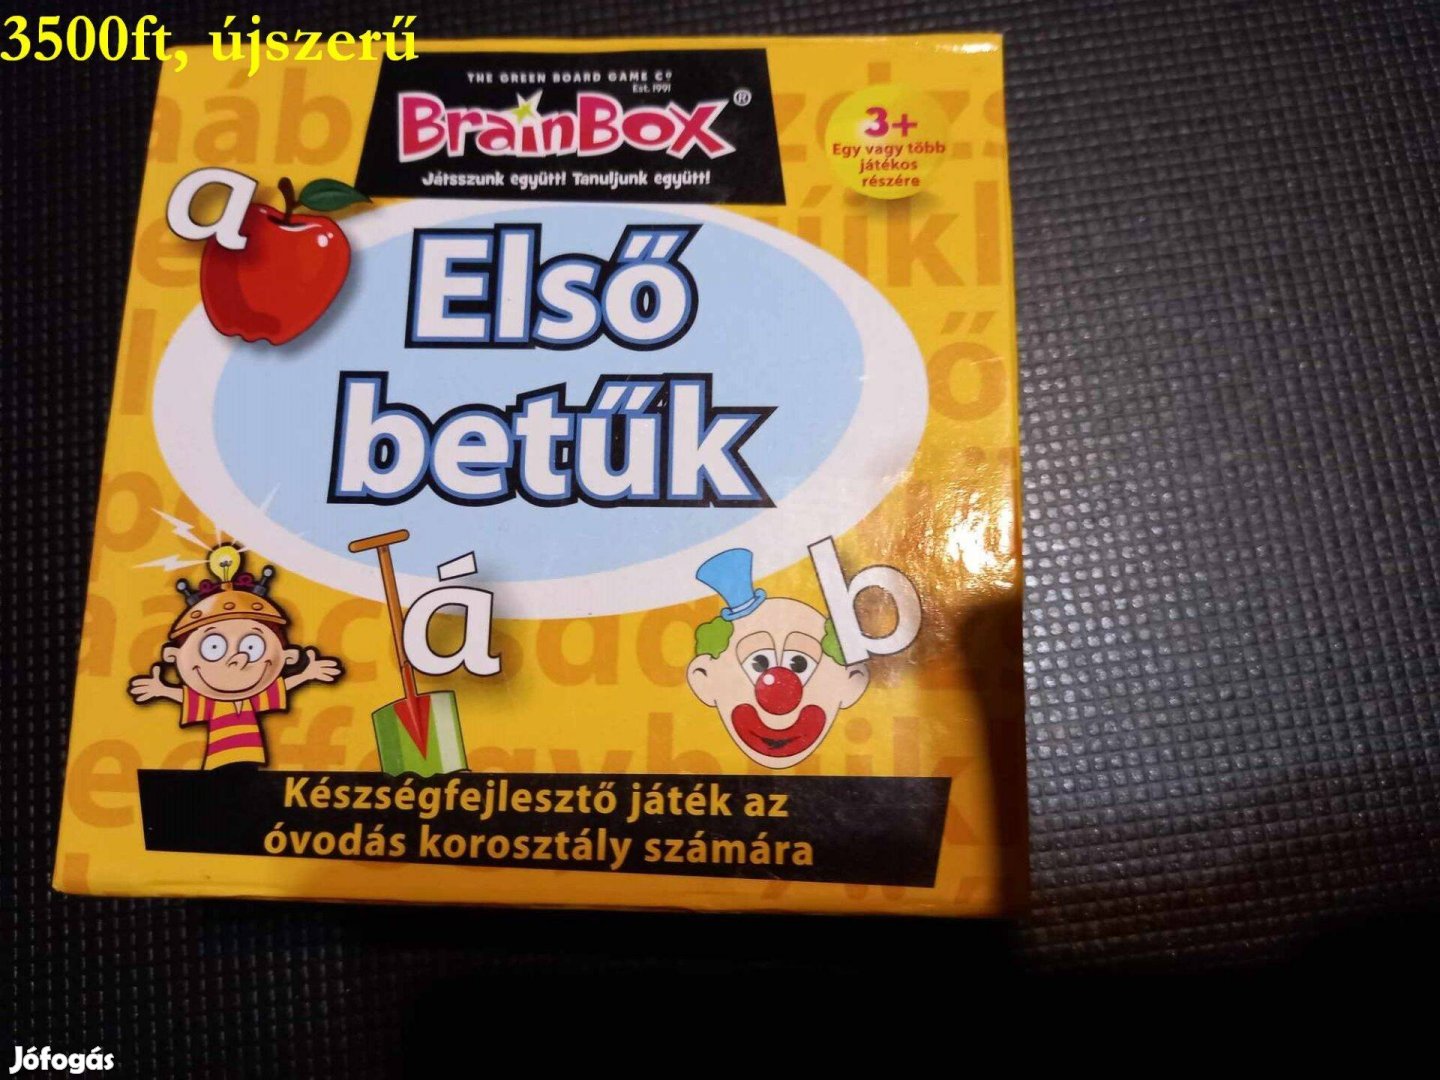 3500ft, újszerű
THE GREEN BOARD GAME Cº
Est. 1991
BrainBox®
Játsszunk együtt! Tanuljunk együtt!
3+
Egy vagy több
játékos
részére
a
Első
betűk
á
b
Készségfejlesztő játék az
óvodás korosztály számára
Jófogás